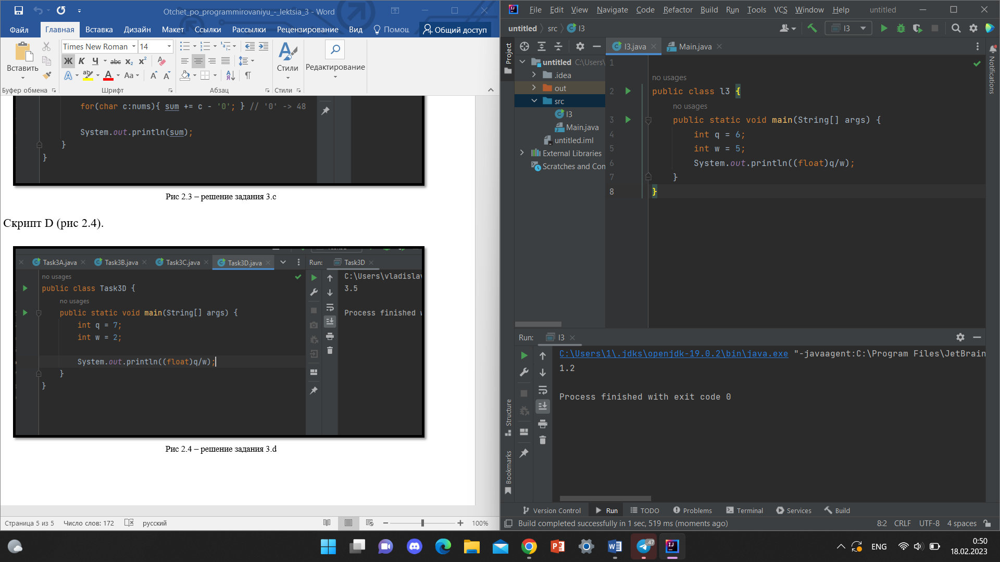 Otchet_po_programmirovaniyu_-_lektsia_3 - Word
Файл Главная Вставка Дизайн Макет Ссылки Рассылки Рецензирование Вид Помощ Общий доступ
Вставить
Times New Roman 14
Ж К Ч abc x₂ x²
A aby A Aa A A
Стили
Редактирование
Буфер обмена Шрифт Абзац Стили
for(char c:nums){ sum += c - '0'; } // '0' -> 48
System.out.println(sum);
}
}
Рис 2.3 – решение задания 3.c
Скрипт D (рис 2.4).
Task3A.java Task3B.java Task3C.java Task3D.java Run: Task3D
no usages
public class Task3D {
no usages
public static void main(String[] args) {
int q = 7;
int w = 2;
System.out.println((float)q/w);
}
}
C:\Users\vladisla
3.5
Process finished
Рис 2.4 – решение задания 3.d
Страница 5 из 5 Число слов: 172 русский 100%
File Edit View Navigate Code Refactor Build Run Tools VCS Window Help untitled
untitled src l3 l3
Project
untitled C:\Users\
.idea
out
src
l3
Main.java
untitled.iml
External Libraries
Scratches and Con
l3.java Main.java
Notifications
1
no usages
2 public class l3 {
no usages
3 public static void main(String[] args) {
4 int q = 6;
5 int w = 5;
6 System.out.println((float)q/w);
7 }
8 }
Run: l3
C:\Users\1\.jdks\openjdk-19.0.2\bin\java.exe "-javaagent:C:\Program Files\JetBrain
1.2
Process finished with exit code 0
Structure
Bookmarks
Version Control Run TODO Problems Terminal Services Build
Build completed successfully in 1 sec, 519 ms (moments ago) 8:2 CRLF UTF-8 4 spaces
..47
ENG
0:50
18.02.2023